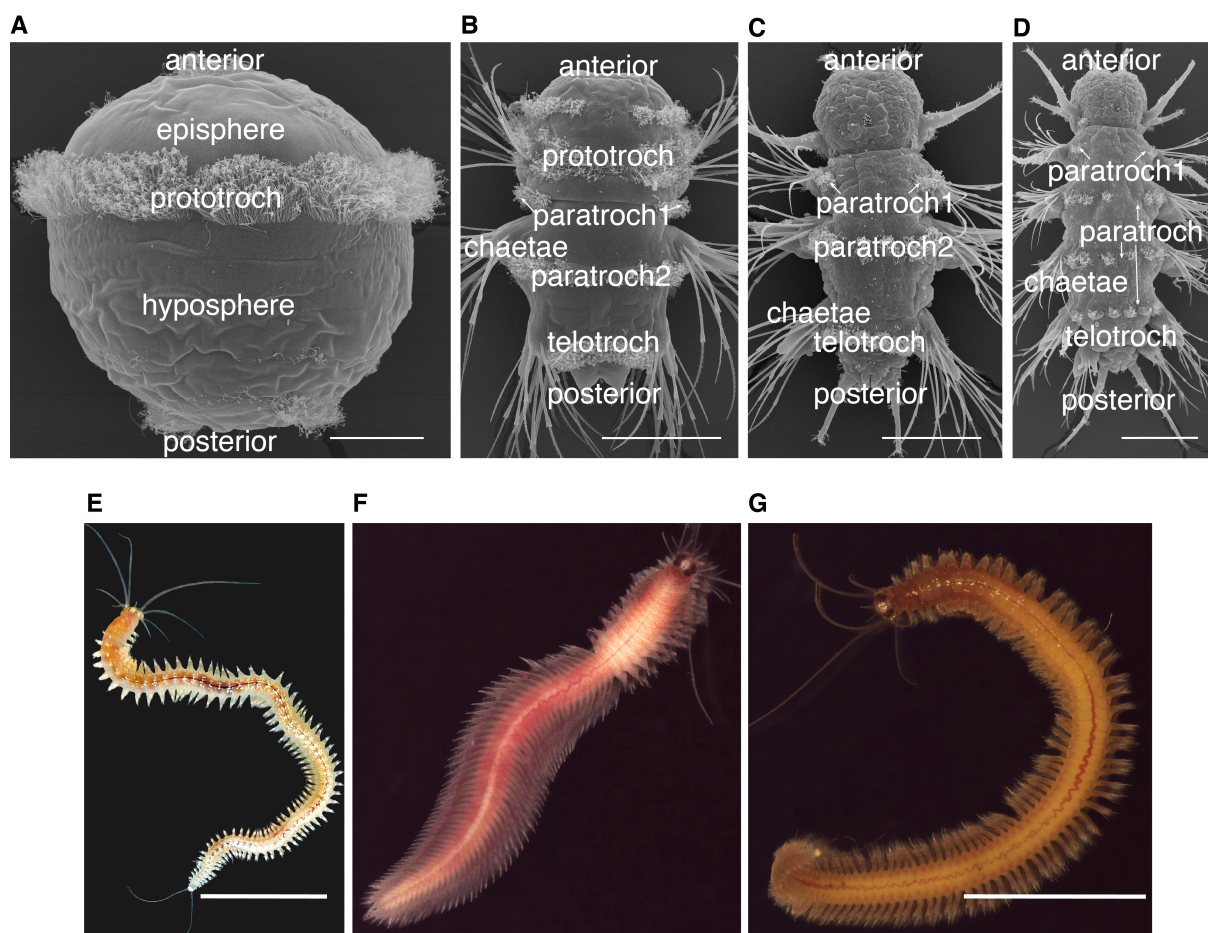 A
anterior
episphere
prototroch
hyposphere
posterior
B
anterior
prototroch
paratroch1
chaetae
paratroch2
telotroch
posterior
C
anterior
paratroch1
paratroch2
chaetae
telotroch
posterior
D
anterior
paratroch1
paratroch
chaetae
telotroch
posterior
E
F
G